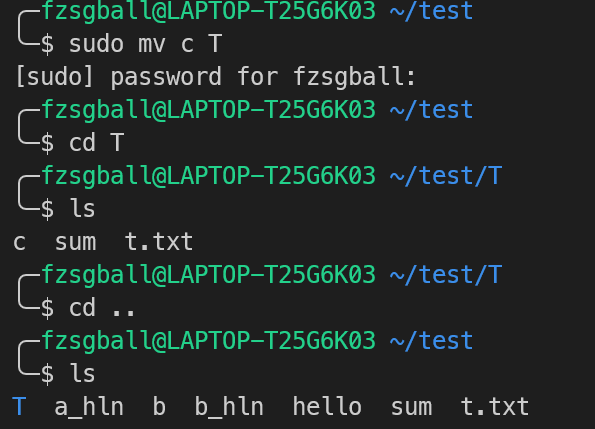 fzsgball@LAPTOP-T25G6K03 ~/test
$ sudo mv c T
[sudo] password for fzsgball:
fzsgball@LAPTOP-T25G6K03 ~/test
$ cd T
fzsgball@LAPTOP-T25G6K03 ~/test/T
$ ls
c  sum  t.txt
fzsgball@LAPTOP-T25G6K03 ~/test/T
$ cd ..
fzsgball@LAPTOP-T25G6K03 ~/test
$ ls
T  a_hln  b  b_hln  hello  sum  t.txt